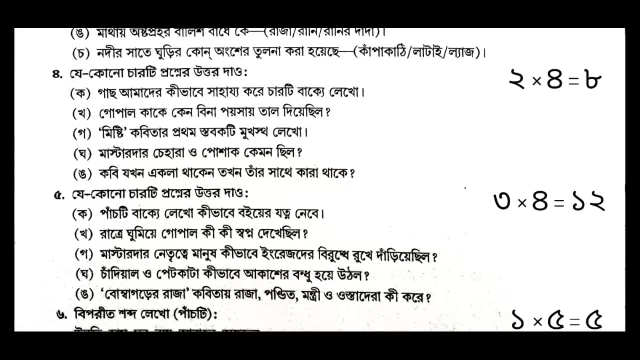 (ঙ) মাথায় অষ্টপ্রহর বালিশ বাঁধে কে—(রাজা/রানি/রানির দাদা)।
(চ) নদীর সাতে ঘুড়ির কোন্ অংশের তুলনা করা হয়েছে—(কাঁপাকাঠি/লাটাই/ল্যাজ)।
৪. যে-কোনো চারটি প্রশ্নের উত্তর দাও: ২ × ৪ = ৮
(ক) গাছ আমাদের কীভাবে সাহায্য করে চারটি বাক্যে লেখো।
(খ) গোপাল কাকে কেন বিনা পয়সায় তাল দিয়েছিল?
(গ) ‘মিষ্টি’ কবিতার প্রথম স্তবকটি মুখস্থ লেখো।
(ঘ) মাস্টারদার চেহারা ও পোশাক কেমন ছিল?
(ঙ) কবি যখন একলা থাকেন তখন তাঁর সাথে কারা থাকে?
৫. যে-কোনো চারটি প্রশ্নের উত্তর দাও: ৩ × ৪ = ১২
(ক) পাঁচটি বাক্যে লেখো কীভাবে বইয়ের যত্ন নেবে।
(খ) রাত্রে ঘুমিয়ে গোপাল কী কী স্বপ্ন দেখেছিল?
(গ) মাস্টারদার নেতৃত্বে মানুষ কীভাবে ইংরেজদের বিরুদ্ধে রুখে দাঁড়িয়েছিল?
(ঘ) চাঁদিয়াল ও পেটকাটা কীভাবে আকাশের বন্ধু হয়ে উঠল?
(ঙ) ‘বোম্বাগড়ের রাজা’ কবিতায় রাজা, পণ্ডিত, মন্ত্রী ও ওস্তাদেরা কী করে?
৬. বিপরীত শব্দ লেখো (পাঁচটি): ১ × ৫ = ৫